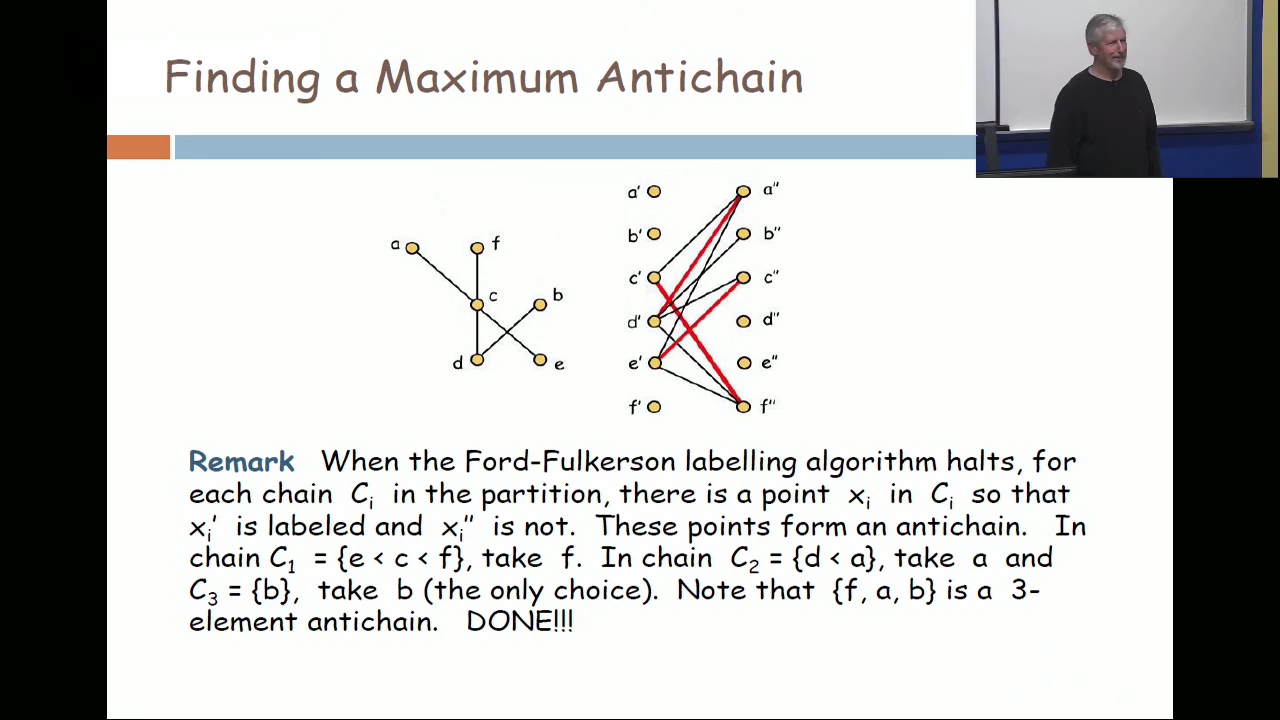 Finding a Maximum Antichain
a
f
c
b
d
e
a' a"
b' b"
c' c"
d' d"
e' e"
f' f"
Remark When the Ford-Fulkerson labelling algorithm halts, for
each chain Cᵢ in the partition, there is a point xᵢ in Cᵢ so that
xᵢ' is labeled and xᵢ" is not. These points form an antichain. In
chain C₁ = {e < c < f}, take f. In chain C₂ = {d < a}, take a and
C₃ = {b}, take b (the only choice). Note that {f, a, b} is a 3-
element antichain. DONE!!!